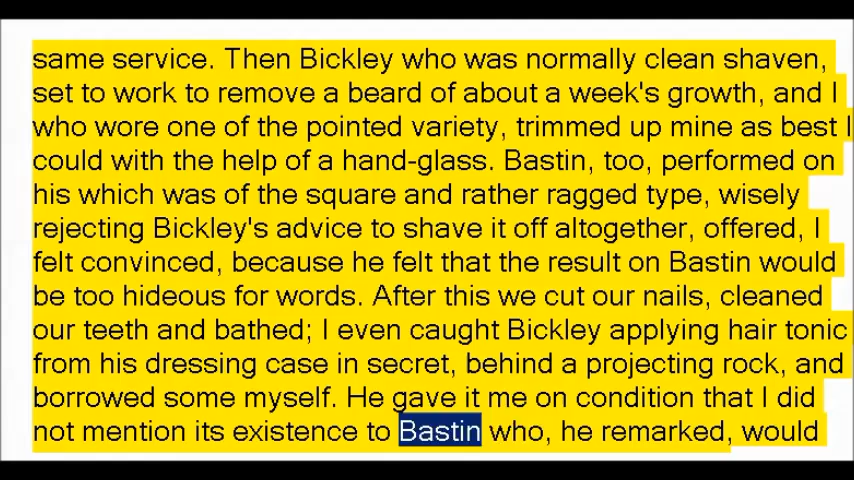 same service. Then Bickley who was normally clean shaven,
set to work to remove a beard of about a week's growth, and I
who wore one of the pointed variety, trimmed up mine as best I
could with the help of a hand-glass. Bastin, too, performed on
his which was of the square and rather ragged type, wisely
rejecting Bickley's advice to shave it off altogether, offered, I
felt convinced, because he felt that the result on Bastin would
be too hideous for words. After this we cut our nails, cleaned
our teeth and bathed; I even caught Bickley applying hair tonic
from his dressing case in secret, behind a projecting rock, and
borrowed some myself. He gave it me on condition that I did
not mention its existence to Bastin who, he remarked, would